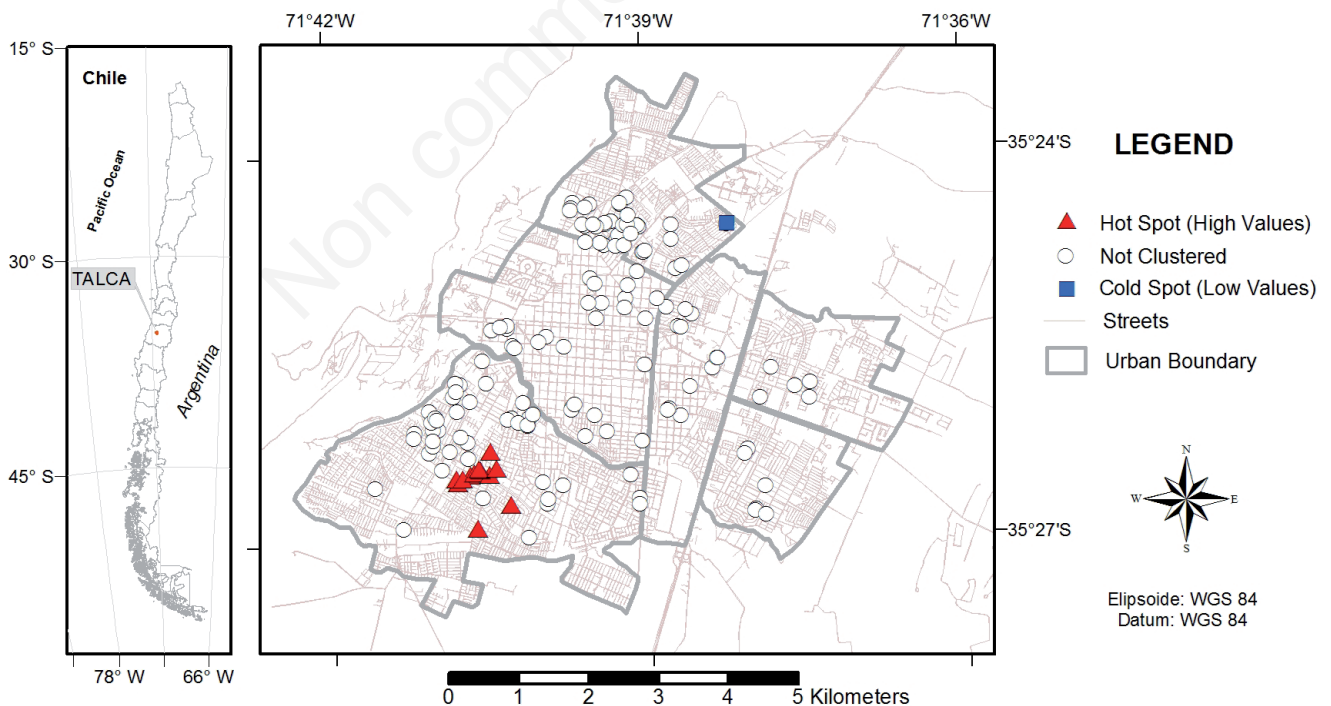 71°42'W
71°39'W
71°36'W
15° S
Chile
Pacific Ocean
TALCA
30° S
Argentina
45° S
78° W
66° W
Non comm
35°24'S
35°27'S
LEGEND
Hot Spot (High Values)
Not Clustered
Cold Spot (Low Values)
Streets
Urban Boundary
N
W
E
S
Elipsoide: WGS 84
Datum: WGS 84
0 1 2 3 4 5 Kilometers